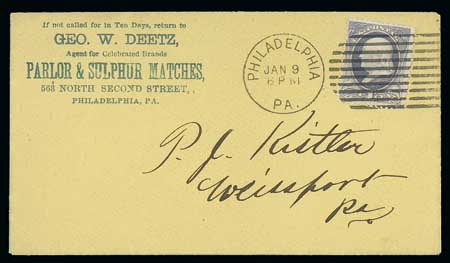 If not called for in Ten Days, return to
GEO. W. DEETZ,
Agent for Celebrated Brands
PARLOR & SULPHUR MATCHES,
563 NORTH SECOND STREET,
PHILADELPHIA, PA.
PHILADELPHIA
JAN 9
6 PM
PA.
P. J. Kistler
Weissport
Pa